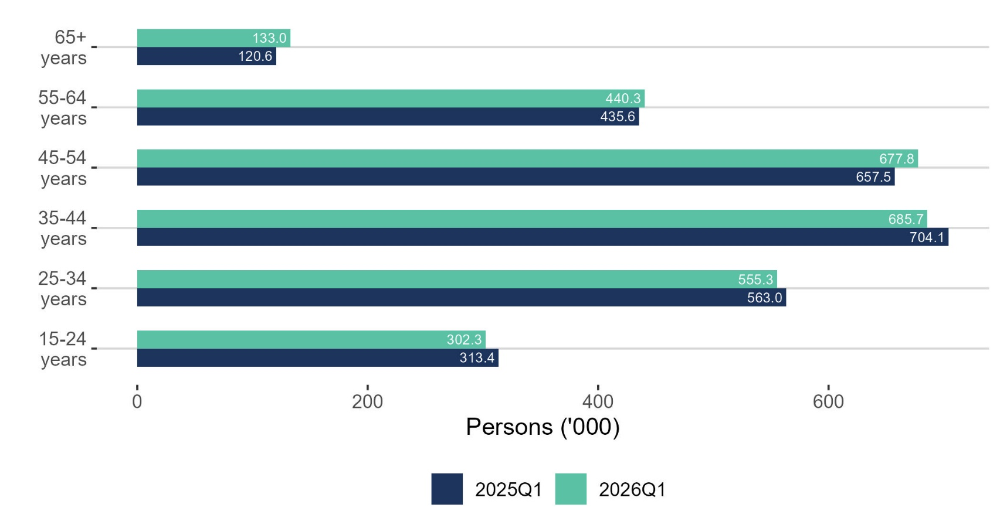 65+
years
133.0
120.6
55-64
years
440.3
435.6
45-54
years
677.8
657.5
35-44
years
685.7
704.1
25-34
years
555.3
563.0
15-24
years
302.3
313.4
0 200 400 600
Persons ('000)
2025Q1 2026Q1